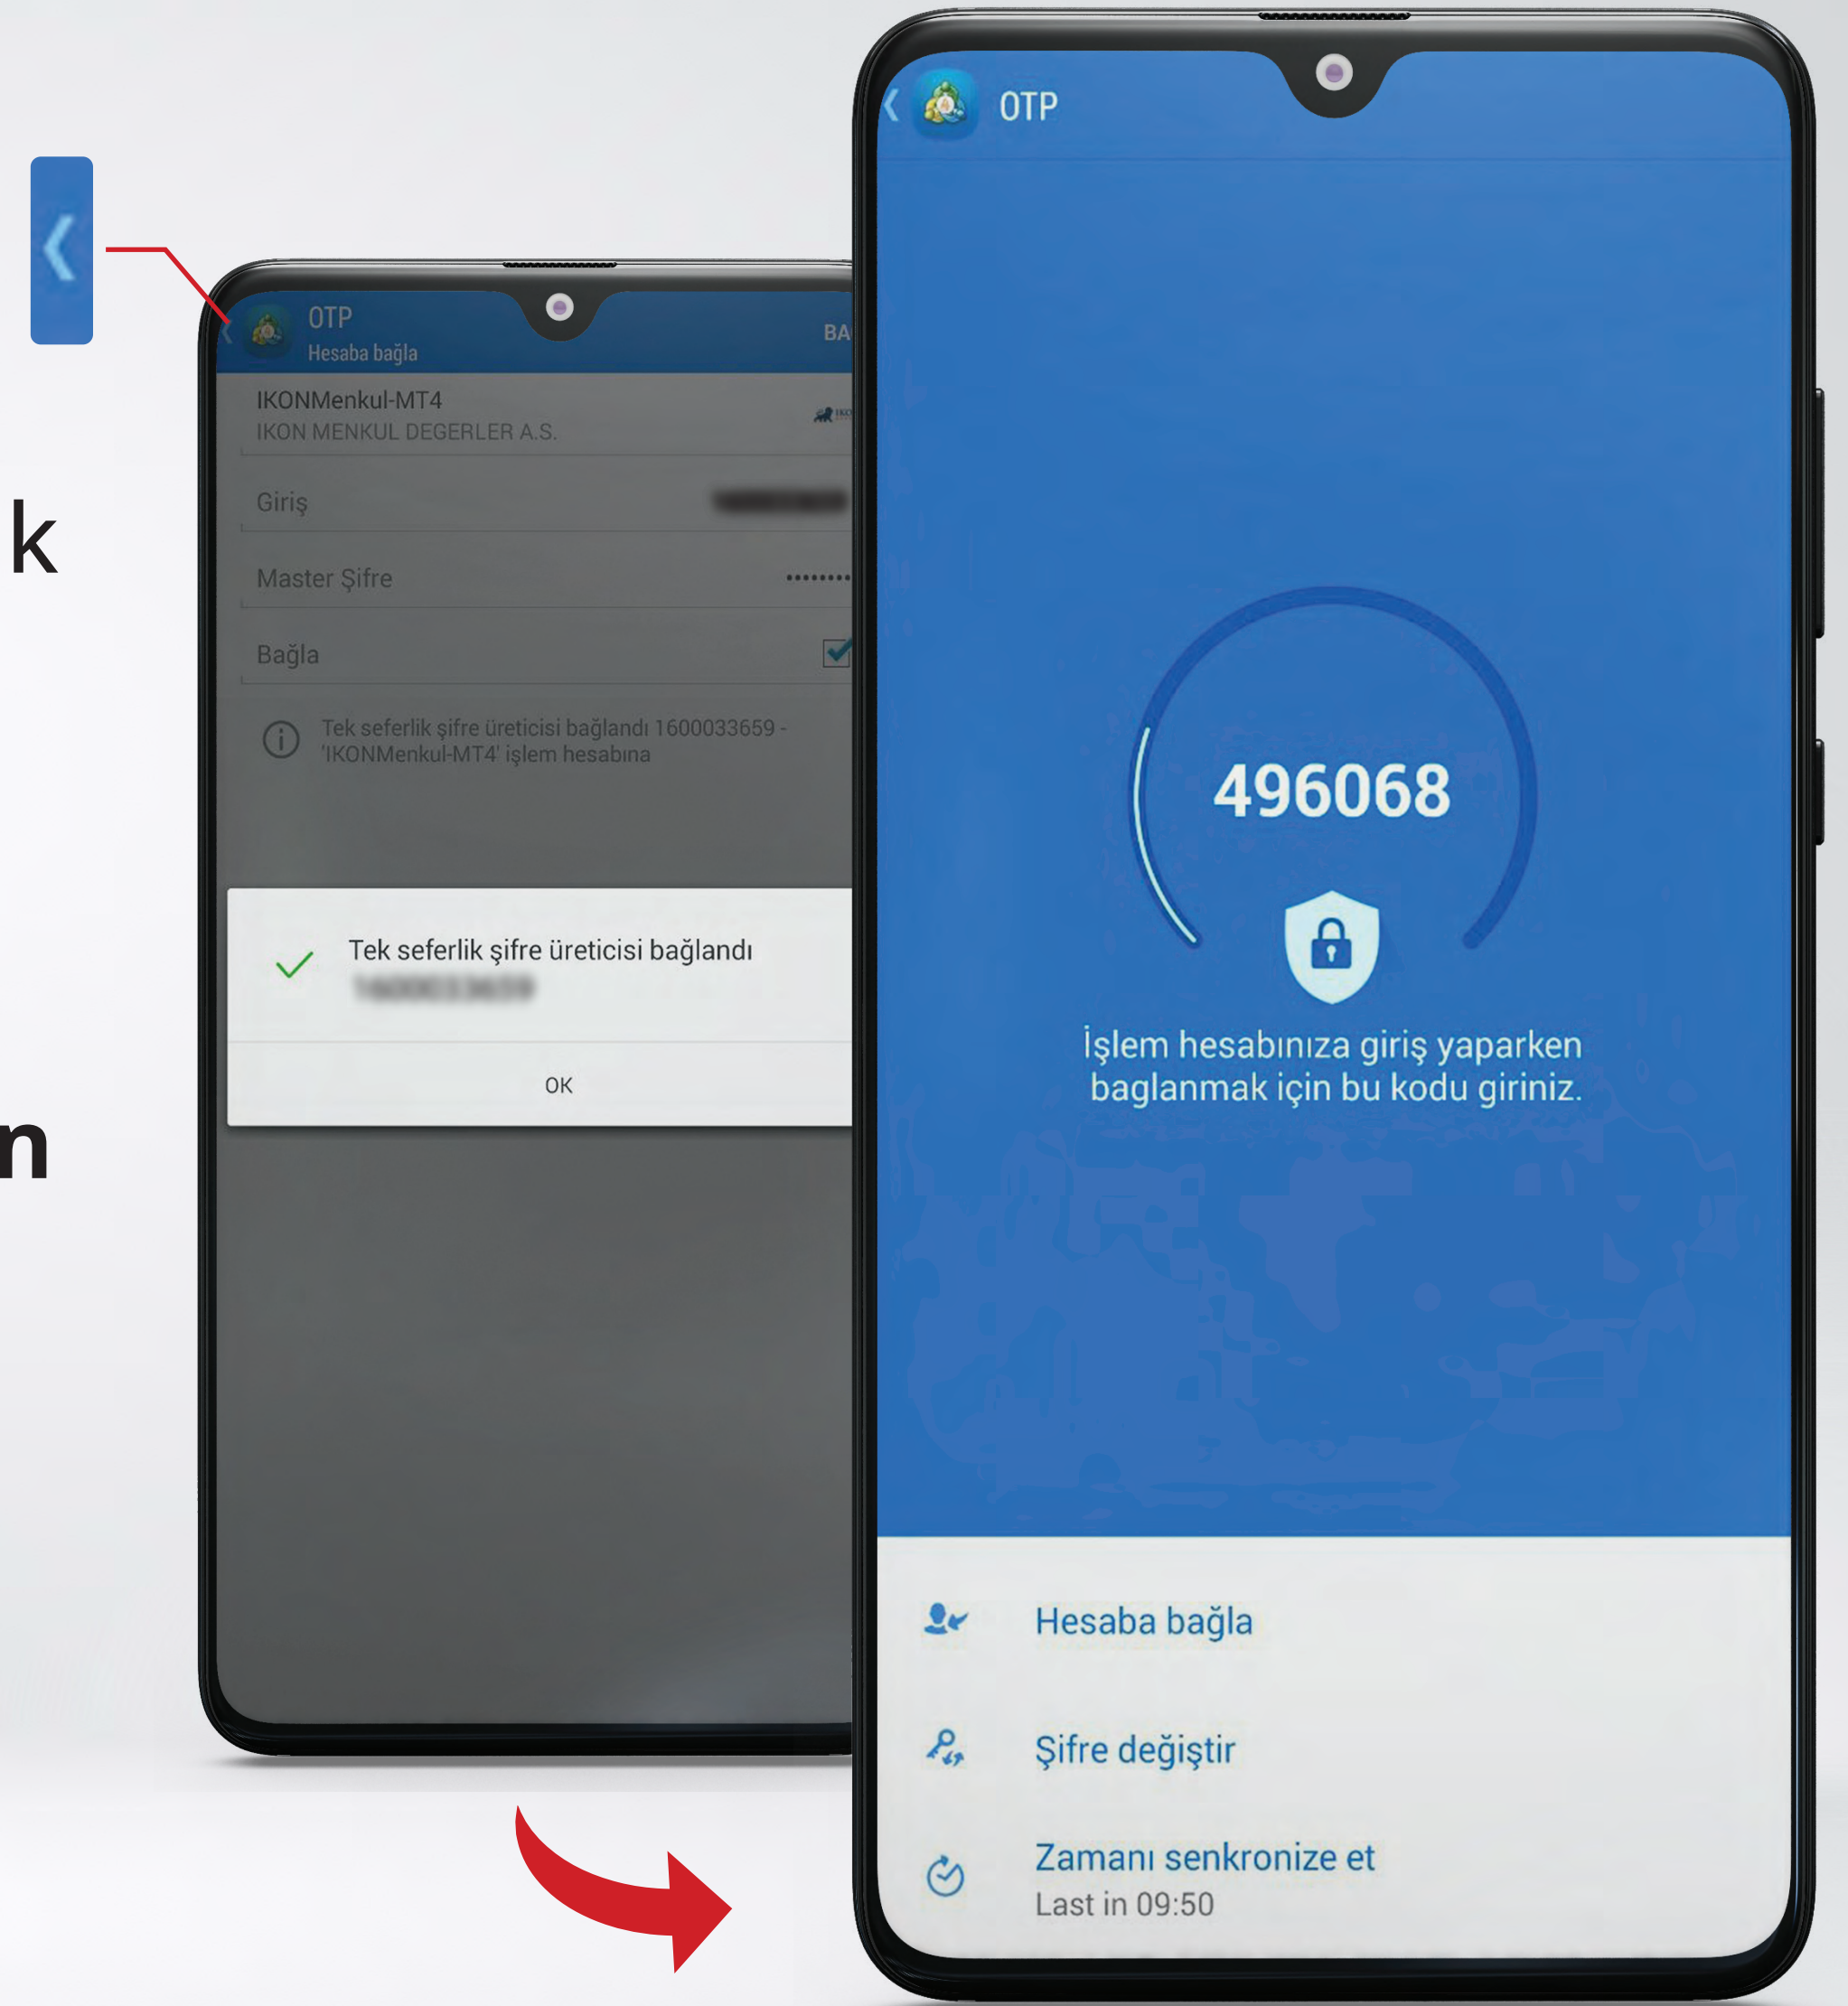 k
n
OTP
Hesaba bağla
IKONMenkul-MT4
IKON MENKUL DEGERLER A.S.
Giriş
Master Şifre
Bağla
Tek seferlik şifre üreticisi bağlandı 1600033659 -
'IKONMenkul-MT4' işlem hesabına
Tek seferlik şifre üreticisi bağlandı
OK
OTP
496068
İşlem hesabınıza giriş yaparken
baglanmak için bu kodu giriniz.
Hesaba bağla
Şifre değiştir
Zamanı senkronize et
Last in 09:50